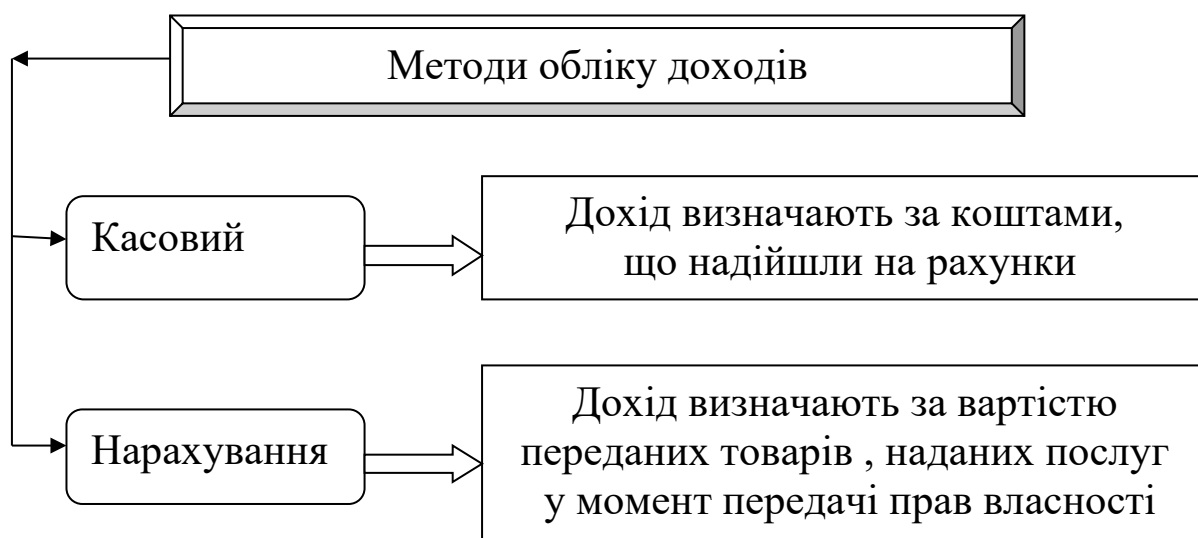 Методи обліку доходів
Касовий
Дохід визначають за коштами,
що надійшли на рахунки
Нарахування
Дохід визначають за вартістю
переданих товарів , наданих послуг
у момент передачі прав власності